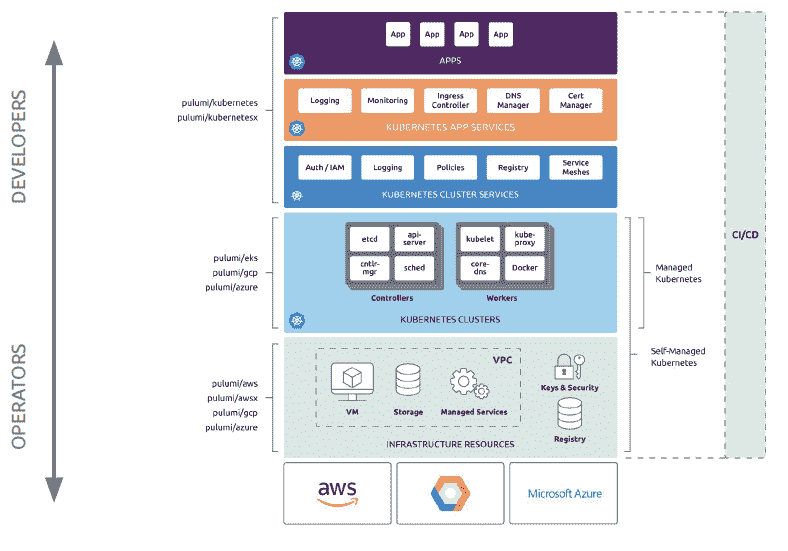 DEVELOPERS
OPERATORS
pulumi/kubernetes
pulumi/kubernetesx
pulumi/eks
pulumi/gcp
pulumi/azure
pulumi/aws
pulumi/awsx
pulumi/gcp
pulumi/azure
App App App App
APPS
Logging
Monitoring
Ingress
Controller
DNS
Manager
Cert
Manager
KUBERNETES APP SERVICES
Auth / IAM
Logging
Policies
Registry
Service
Meshes
KUBERNETES CLUSTER SERVICES
etcd
api-
server
cntlr-
mgr
sched
Controllers
kubelet
kube-
proxy
core-
dns
Docker
Workers
KUBERNETES CLUSTERS
VPC
VM
Storage
Managed Services
Keys & Security
Registry
INFRASTRUCTURE RESOURCES
aws
Microsoft Azure
Managed
Kubernetes
Self-Managed
Kubernetes
CI/CD